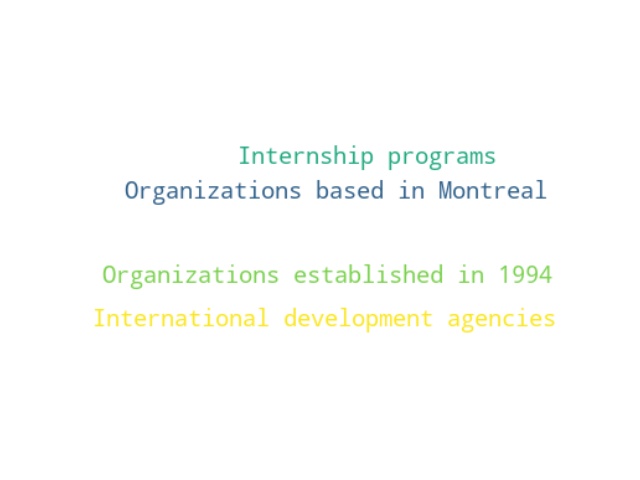 Internship programs
Organizations based in Montreal
Organizations established in 1994
International development agencies